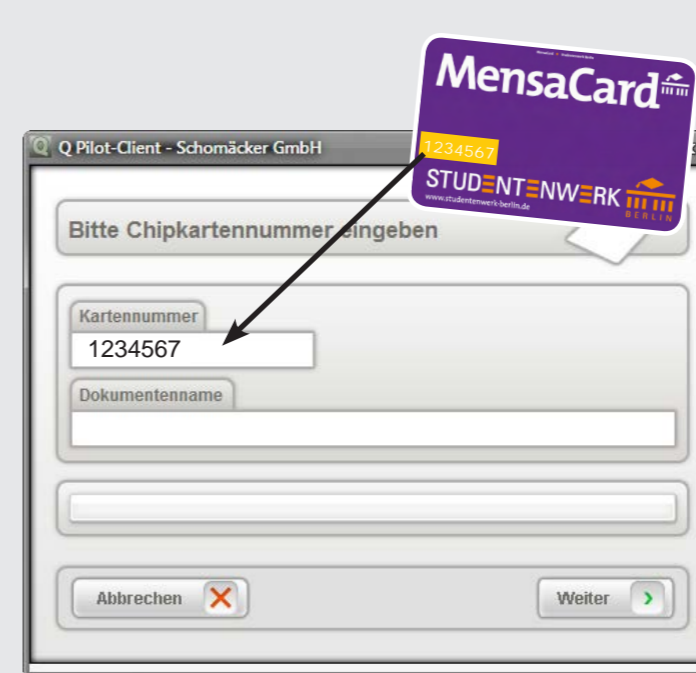 MensaCard
1234567
STUDENTENWERK
BERLIN
www.studentenwerk-berlin.de
Q Pilot-Client - Schomäcker GmbH
Bitte Chipkartennummer eingeben
Kartennummer
1234567
Dokumentenname
Abbrechen
Weiter